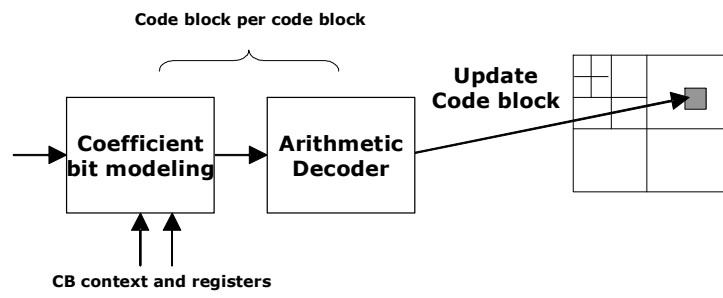 Code block per code block
Update
Code block
Coefficient
bit modeling
Arithmetic
Decoder
CB context and registers